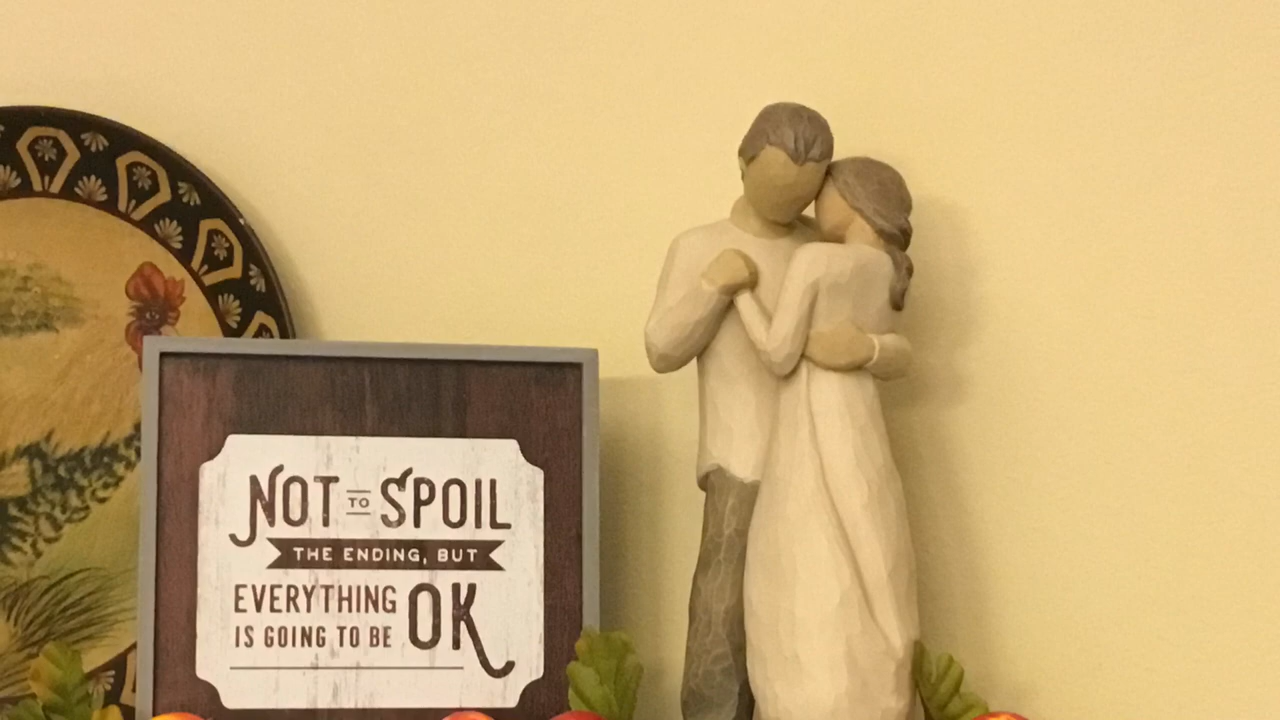 NOT TO SPOIL
THE ENDING, BUT
EVERYTHING
IS GOING TO BE OK